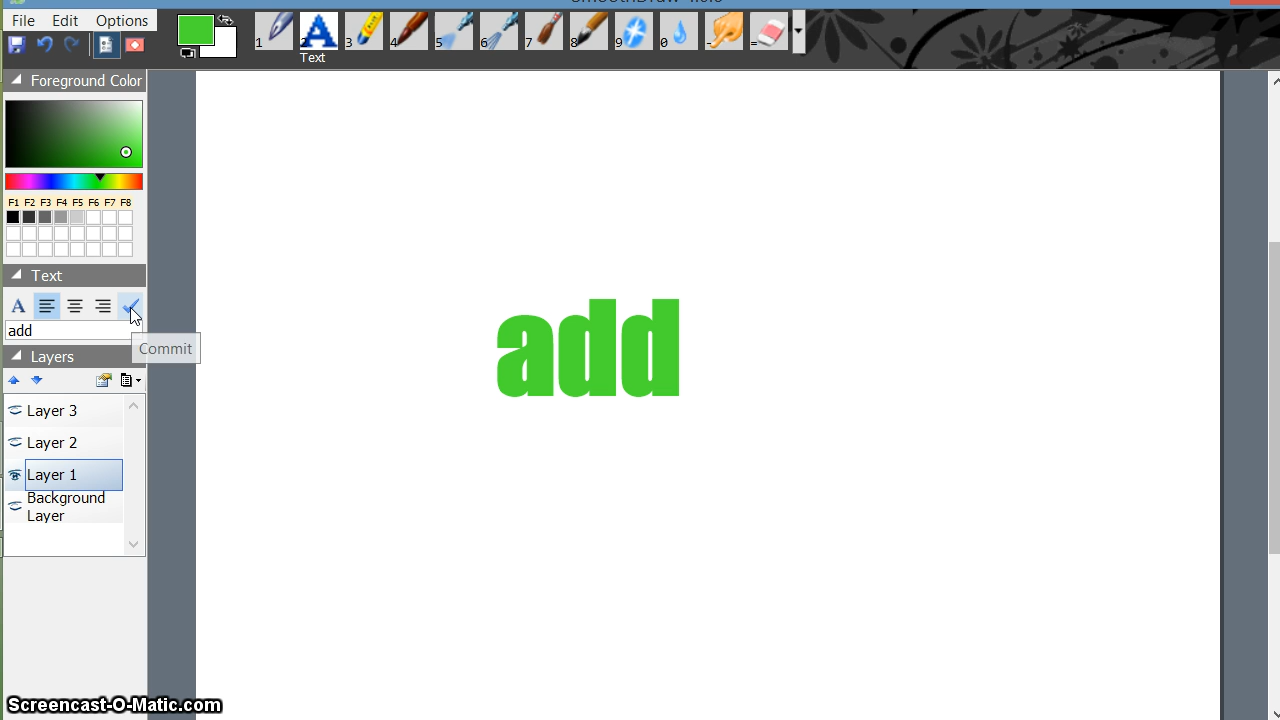 File Edit Options
1 2 3 4 5 6 7 8 9 0 - =
Text
Foreground Color
F1 F2 F3 F4 F5 F6 F7 F8
Text
A
add
Commit
Layers
Layer 3
Layer 2
Layer 1
Background
Layer
add
Screencast-O-Matic.com